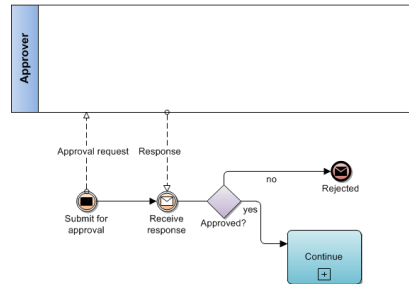 Approver
Approval request
Response
no
Rejected
Submit for
approval
Receive
response
Approved?
yes
Continue